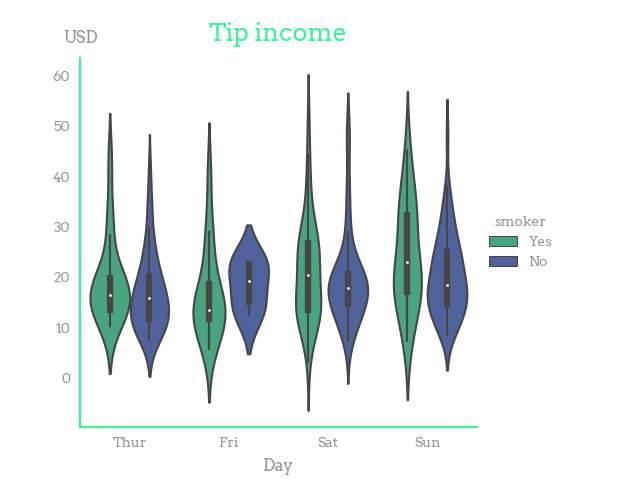 Tip income
USD
60
50
40
30
20
10
0
Thur Fri Sat Sun
Day
smoker
Yes
No